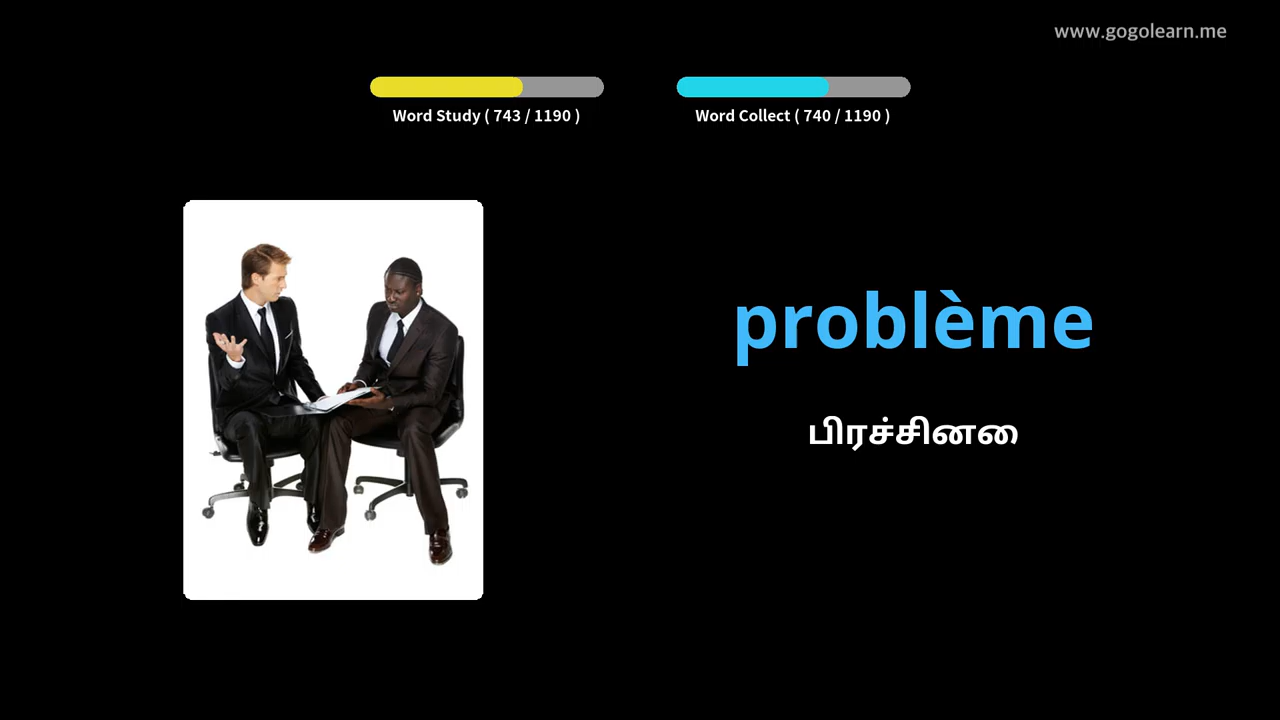 www.gogolearn.me
Word Study ( 743 / 1190 )
Word Collect ( 740 / 1190 )
problème
பிரச்சினை